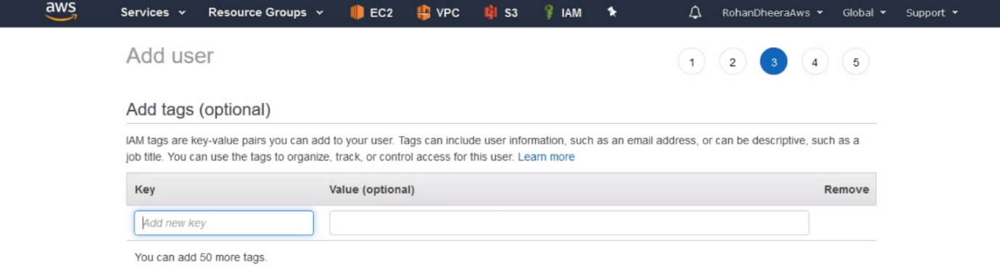 aws Services Resource Groups EC2 VPC S3 IAM RohanDheeraAws Global Support
Add user 1 2 3 4 5
Add tags (optional)
IAM tags are key-value pairs you can add to your user. Tags can include user information, such as an email address, or can be descriptive, such as a
job title. You can use the tags to organize, track, or control access for this user. Learn more
Key Value (optional) Remove
Add new key
You can add 50 more tags.